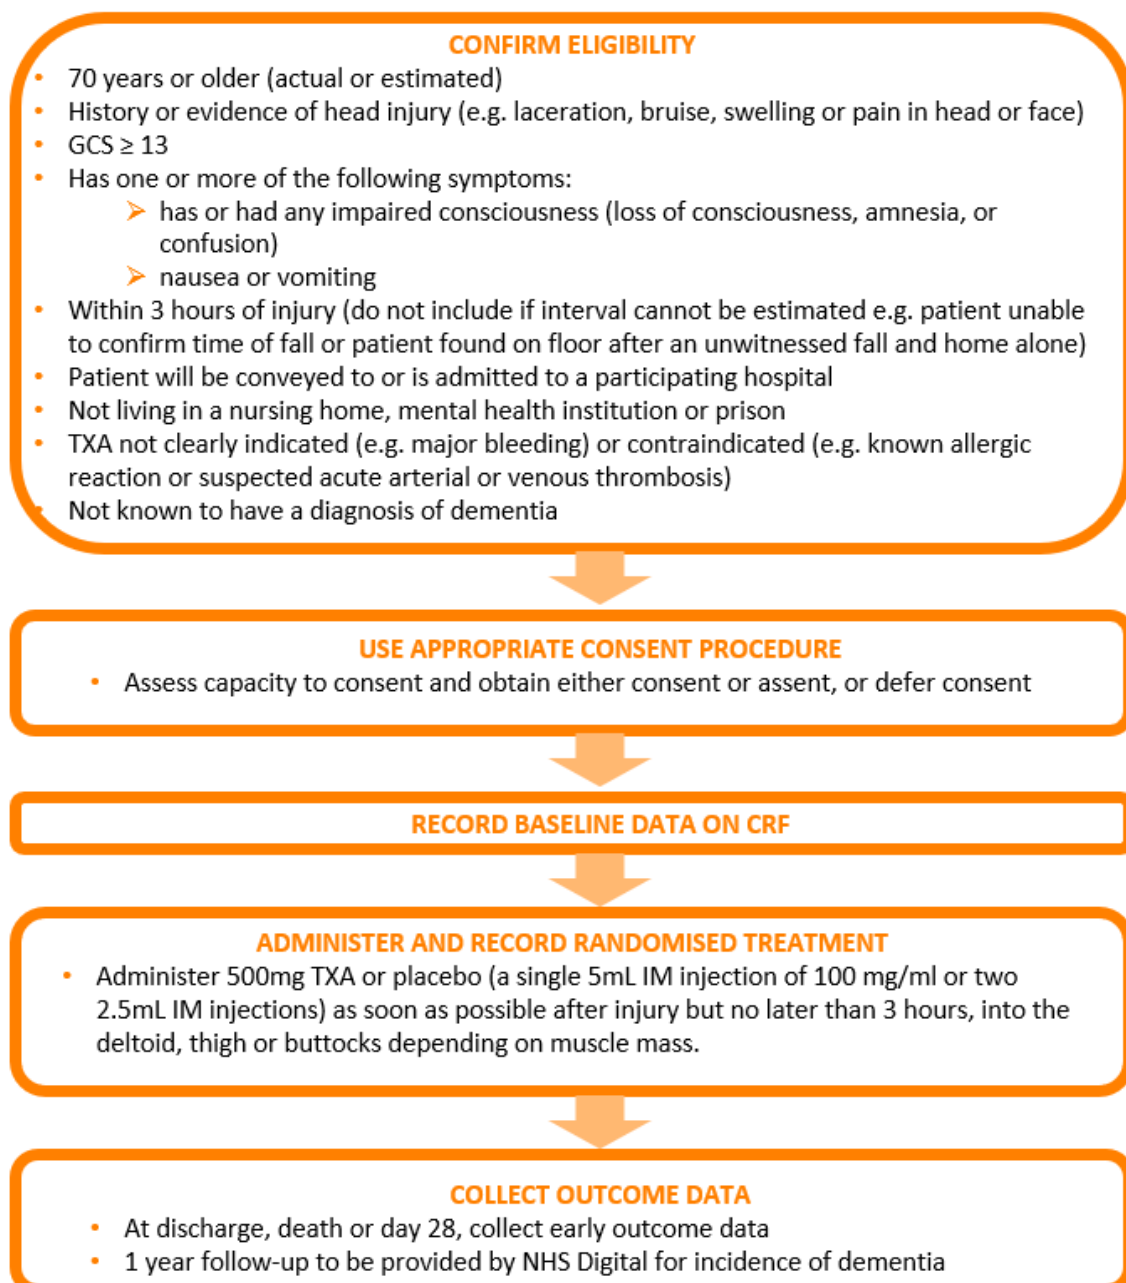 CONFIRM ELIGIBILITY
• 70 years or older (actual or estimated)
• History or evidence of head injury (e.g. laceration, bruise, swelling or pain in head or face)
• GCS ≥ 13
• Has one or more of the following symptoms:
➢ has or had any impaired consciousness (loss of consciousness, amnesia, or
confusion)
➢ nausea or vomiting
• Within 3 hours of injury (do not include if interval cannot be estimated e.g. patient unable
to confirm time of fall or patient found on floor after an unwitnessed fall and home alone)
• Patient will be conveyed to or is admitted to a participating hospital
• Not living in a nursing home, mental health institution or prison
• TXA not clearly indicated (e.g. major bleeding) or contraindicated (e.g. known allergic
reaction or suspected acute arterial or venous thrombosis)
• Not known to have a diagnosis of dementia
USE APPROPRIATE CONSENT PROCEDURE
• Assess capacity to consent and obtain either consent or assent, or defer consent
RECORD BASELINE DATA ON CRF
ADMINISTER AND RECORD RANDOMISED TREATMENT
• Administer 500mg TXA or placebo (a single 5mL IM injection of 100 mg/ml or two
2.5mL IM injections) as soon as possible after injury but no later than 3 hours, into the
deltoid, thigh or buttocks depending on muscle mass.
COLLECT OUTCOME DATA
• At discharge, death or day 28, collect early outcome data
• 1 year follow-up to be provided by NHS Digital for incidence of dementia